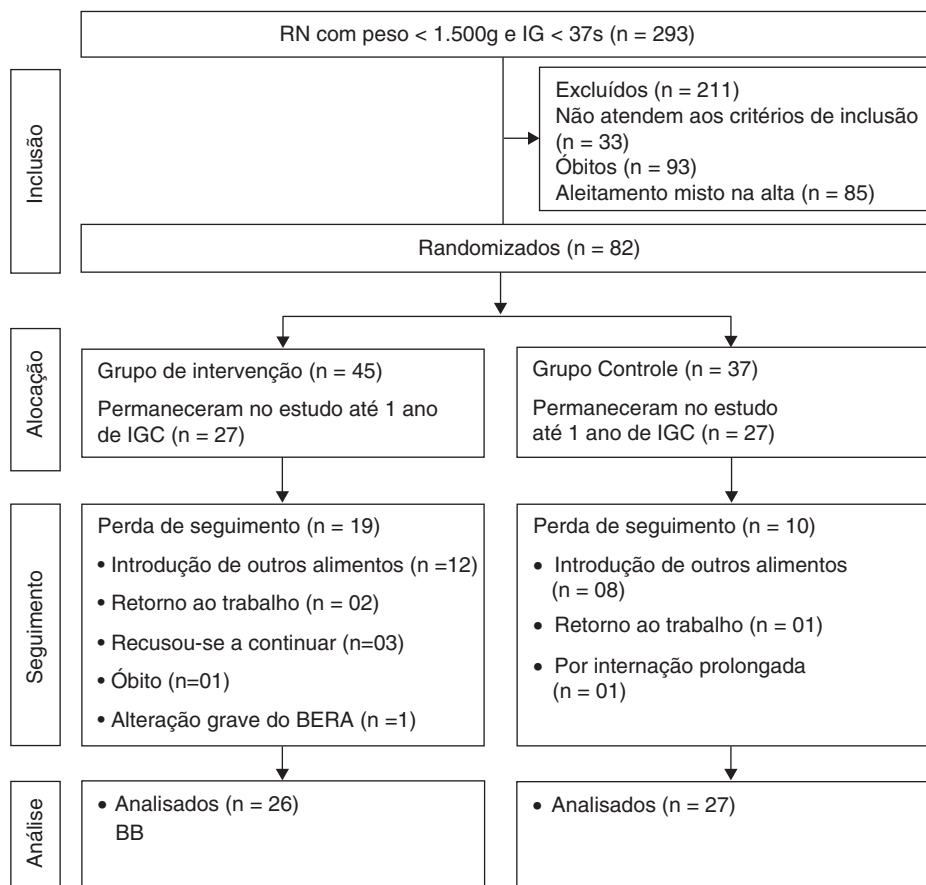 RN com peso < 1.500g e IG < 37s (n = 293)
Inclusão
Excluídos (n = 211)
Não atendem aos critérios de inclusão
(n = 33)
Óbitos (n = 93)
Aleitamento misto na alta (n = 85)
Randomizados (n = 82)
Alocação
Grupo de intervenção (n = 45)
Permaneceram no estudo até 1 ano
de IGC (n = 27)
Grupo Controle (n = 37)
Permaneceram no estudo
até 1 ano de IGC (n = 27)
Seguimento
Perda de seguimento (n = 19)
• Introdução de outros alimentos (n =12)
• Retorno ao trabalho (n = 02)
• Recusou-se a continuar (n=03)
• Óbito (n=01)
• Alteração grave do BERA (n =1)
Perda de seguimento (n = 10)
• Introdução de outros alimentos
(n = 08)
• Retorno ao trabalho (n = 01)
• Por internação prolongada
(n = 01)
Análise
• Analisados (n = 26)
BB
• Analisados (n = 27)